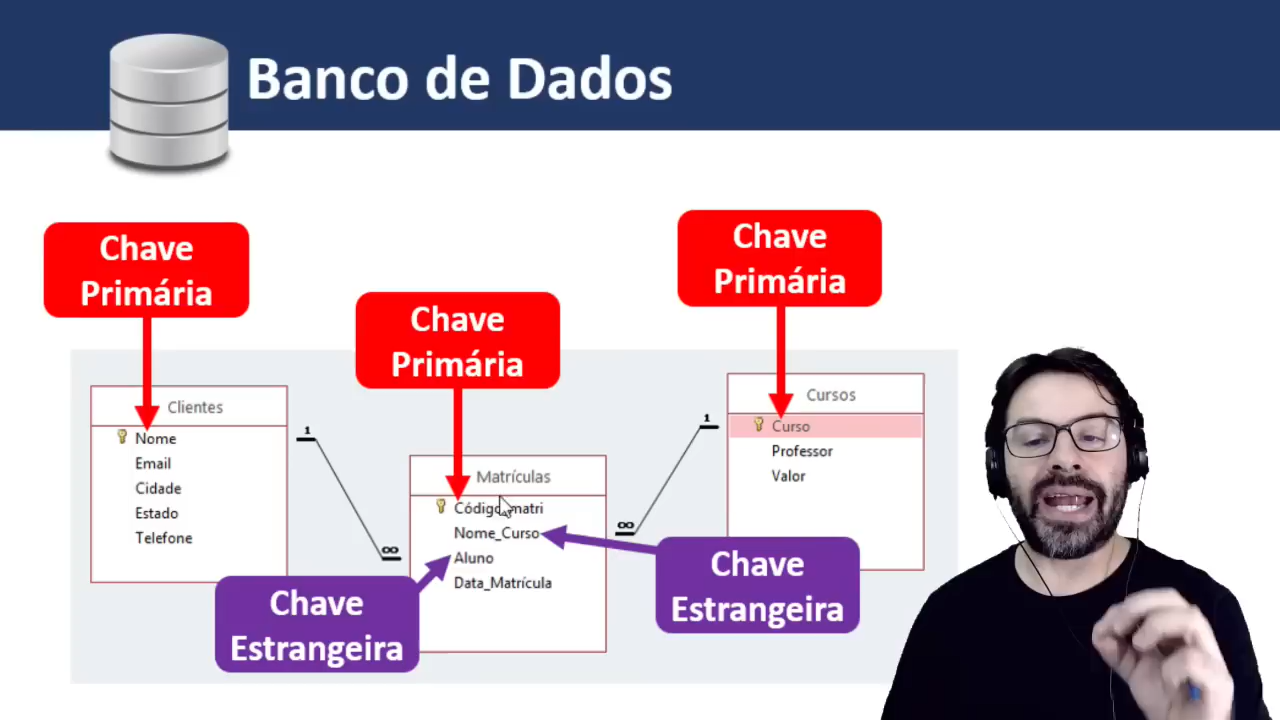 Banco de Dados
Chave
Primária
Chave
Primária
Chave
Primária
Clientes
Nome
Email
Cidade
Estado
Telefone
1
∞
Matrículas
Nome_Curso
Aluno
Data_Matrícula
1
∞
Cursos
Curso
Professor
Valor
Chave
Estrangeira
Chave
Estrangeira